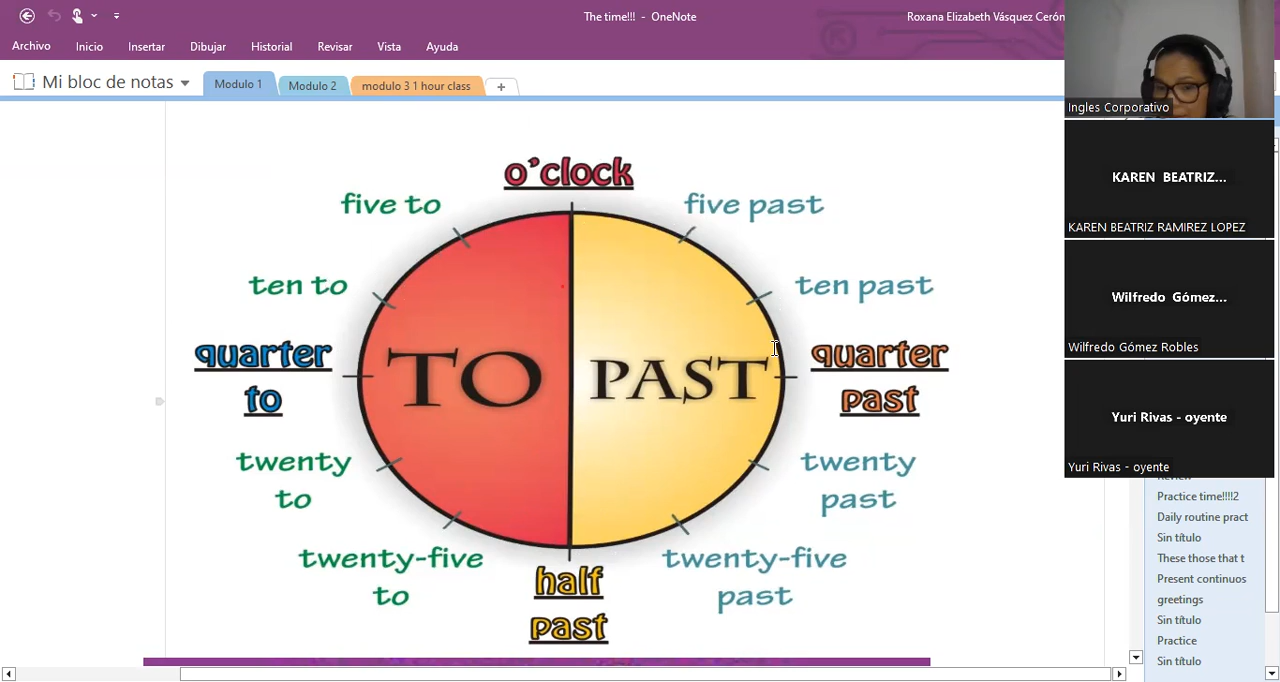 The time!!! - OneNote
Roxana Elizabeth Vásquez Cerón
Archivo Inicio Insertar Dibujar Historial Revisar Vista Ayuda
Mi bloc de notas
Modulo 1
Modulo 2
modulo 3 1 hour class
+
o'clock
five to
five past
ten to
ten past
quarter
to
TO
PAST
quarter
past
twenty
to
twenty
past
twenty-five
to
half
past
twenty-five
past
Ingles Corporativo
KAREN BEATRIZ...
KAREN BEATRIZ RAMIREZ LOPEZ
Wilfredo Gómez...
Wilfredo Gómez Robles
Yuri Rivas - oyente
Yuri Rivas - oyente
Review
Practice time!!!!2
Daily routine pract
Sin título
These those that t
Present continuos
greetings
Sin título
Practice
Sin título